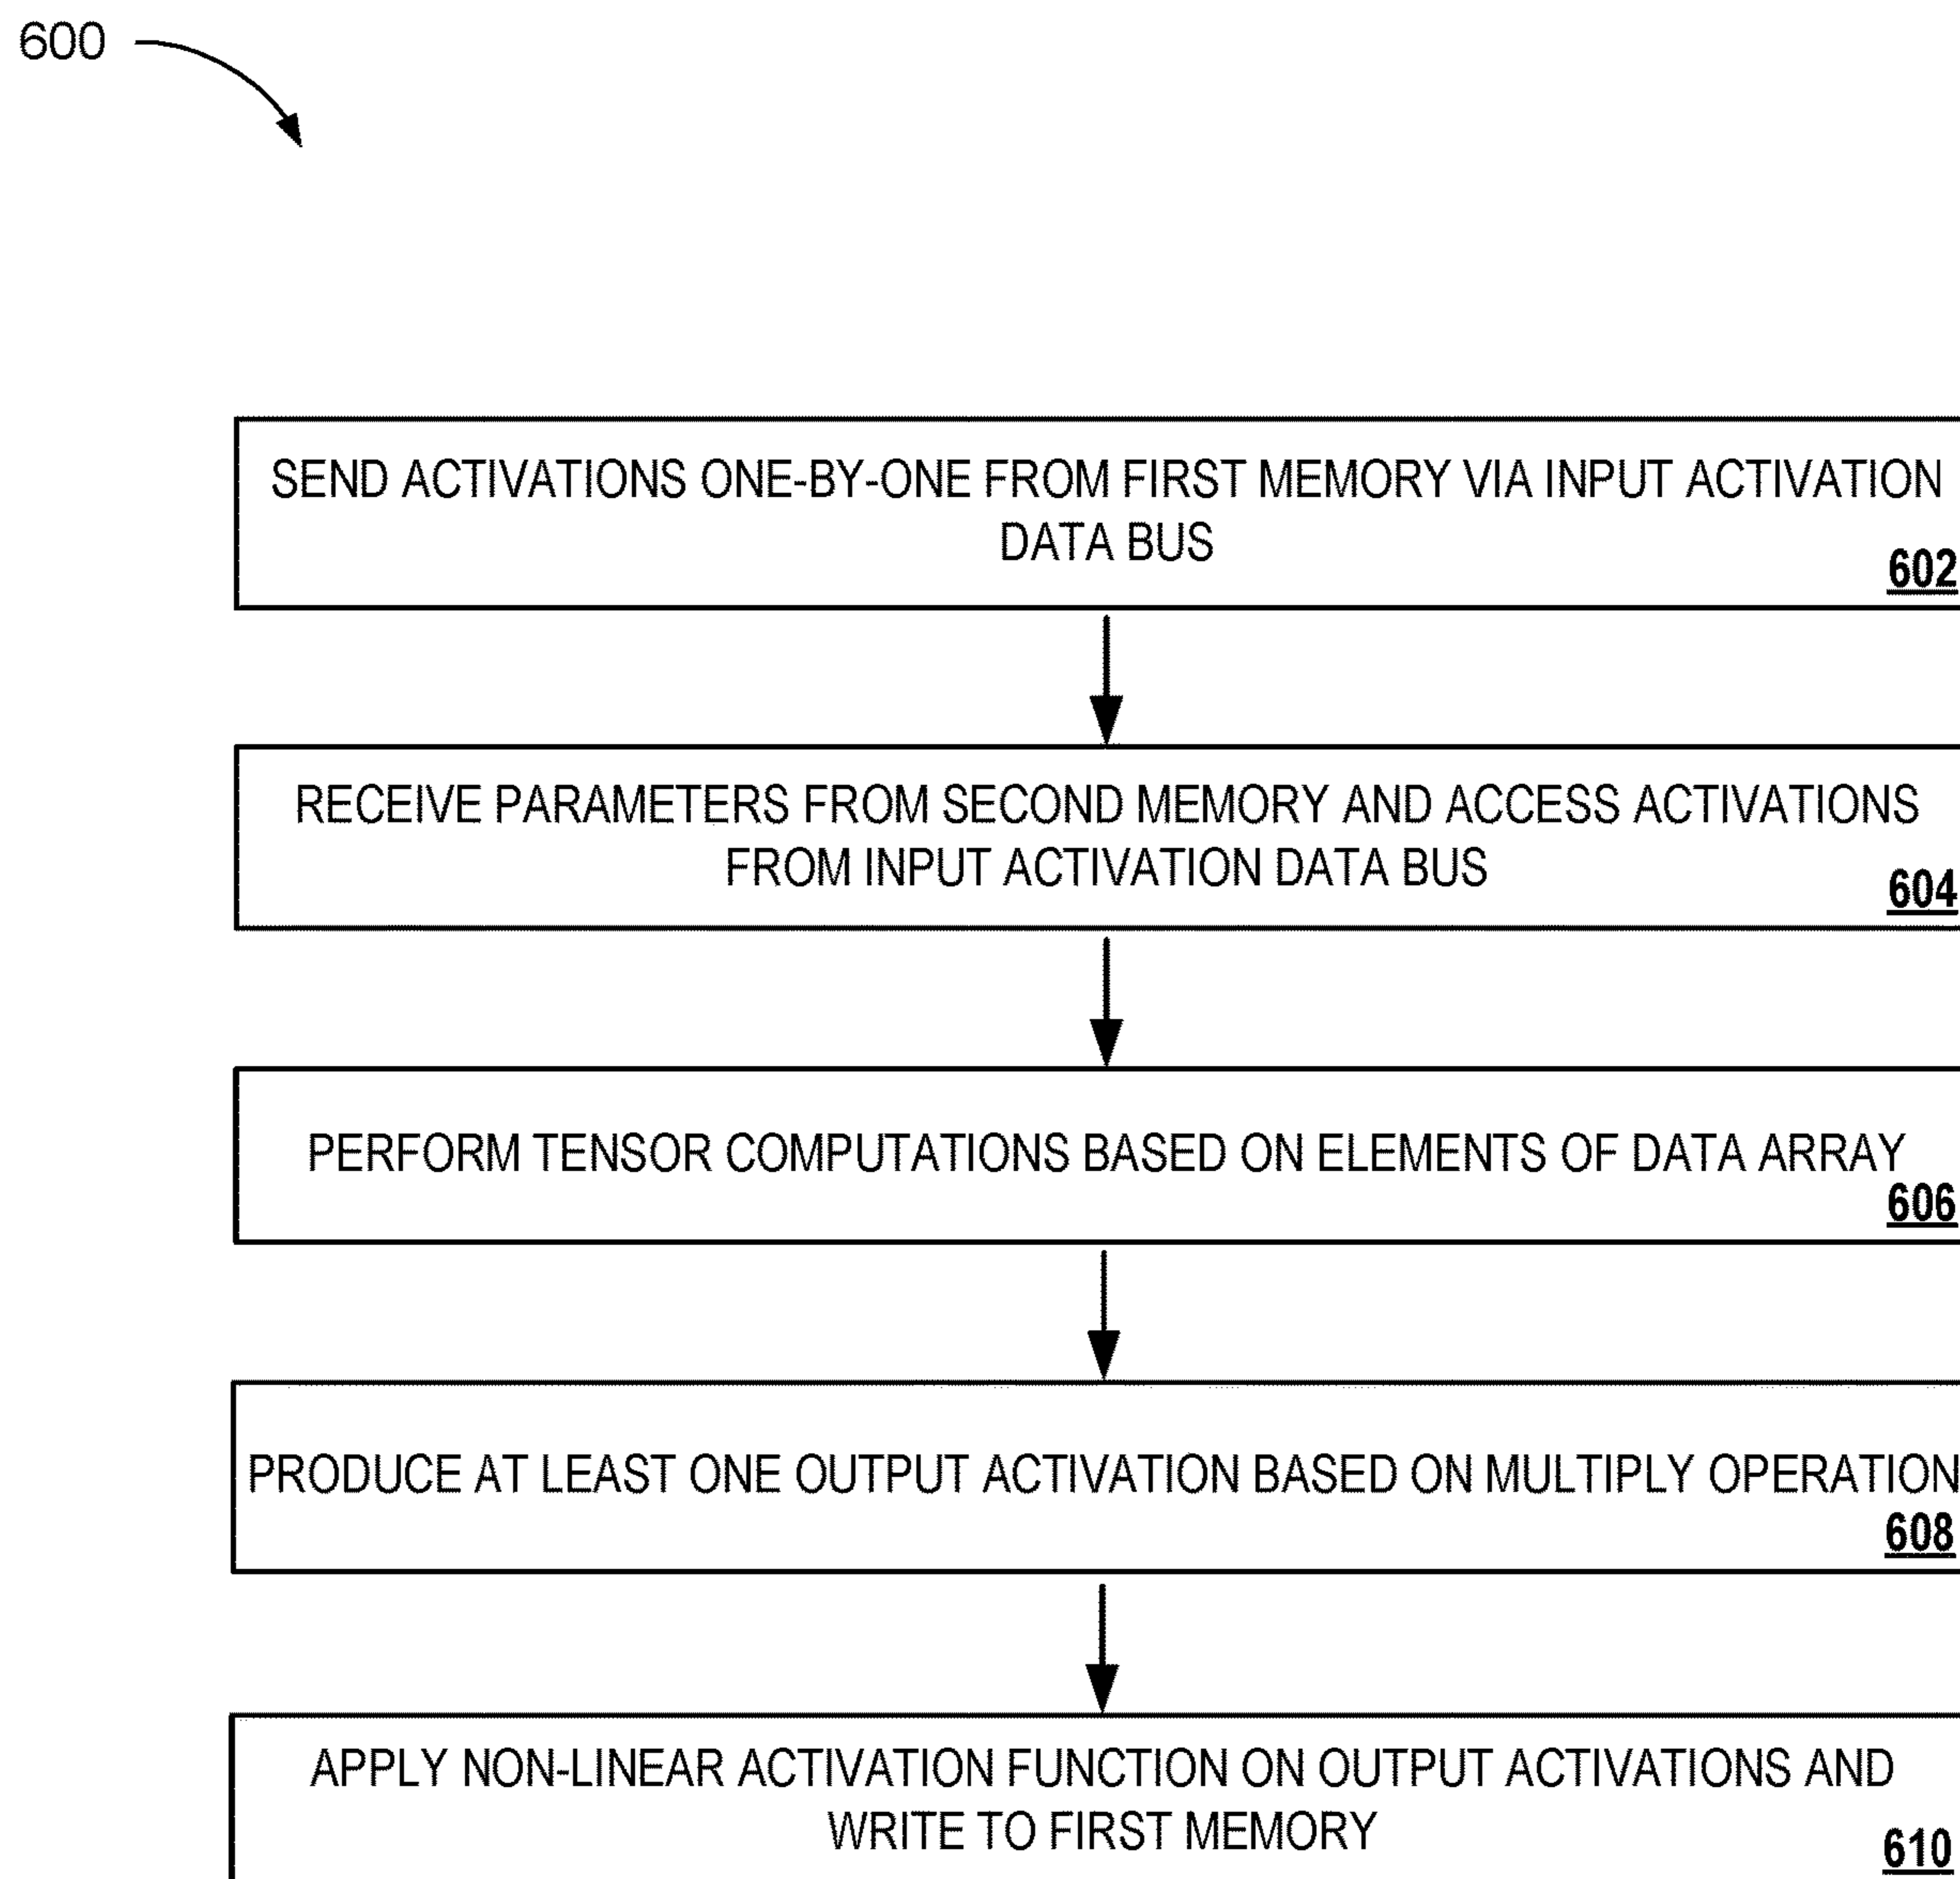 600
SEND ACTIVATIONS ONE-BY-ONE FROM FIRST MEMORY VIA INPUT ACTIVATION
DATA BUS
602
RECEIVE PARAMETERS FROM SECOND MEMORY AND ACCESS ACTIVATIONS
FROM INPUT ACTIVATION DATA BUS
604
PERFORM TENSOR COMPUTATIONS BASED ON ELEMENTS OF DATA ARRAY
606
PRODUCE AT LEAST ONE OUTPUT ACTIVATION BASED ON MULTIPLY OPERATION
608
APPLY NON-LINEAR ACTIVATION FUNCTION ON OUTPUT ACTIVATIONS AND
WRITE TO FIRST MEMORY
610